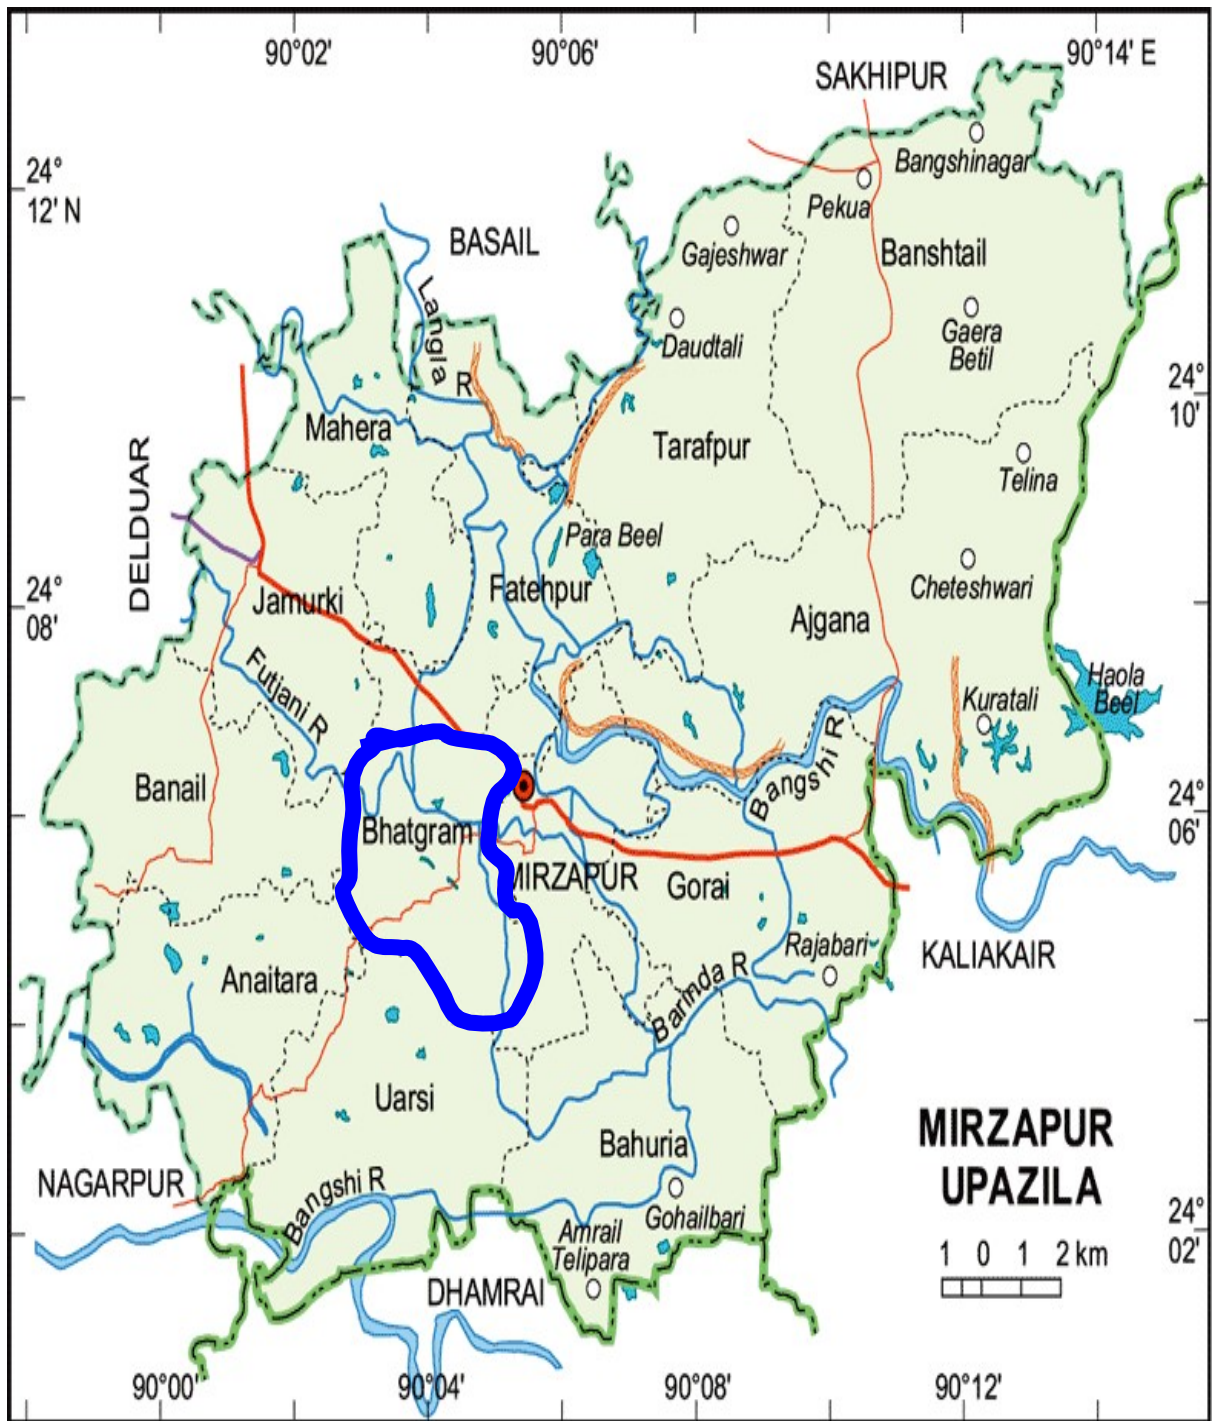 90°02'
90°06'
90°14' E
SAKHIPUR
Bangshinagar
24°
12' N
Pekua
BASAIL
Gajeshwar
Banshtail
Langla R
Daudtali
Gaera
Betil
24°
10'
Mahera
Tarafpur
DELDUAR
Telina
Para Beel
Fatehpur
Cheteshwari
24°
08'
Jamurki
Ajgana
Futjani R
Haola
Beel
Kuratali
Bangshi R
Banail
24°
06'
Bhatgram
MIRZAPUR
Gorai
Rajabari
KALIAKAIR
Anaitara
Barinda R
Uarsi
MIRZAPUR
UPAZILA
Bahuria
NAGARPUR
Bangshi R
Gohailbari
Amrail
Telipara
24°
02'
1 0 1 2 km
DHAMRAI
90°00'
90°04'
90°08'
90°12'